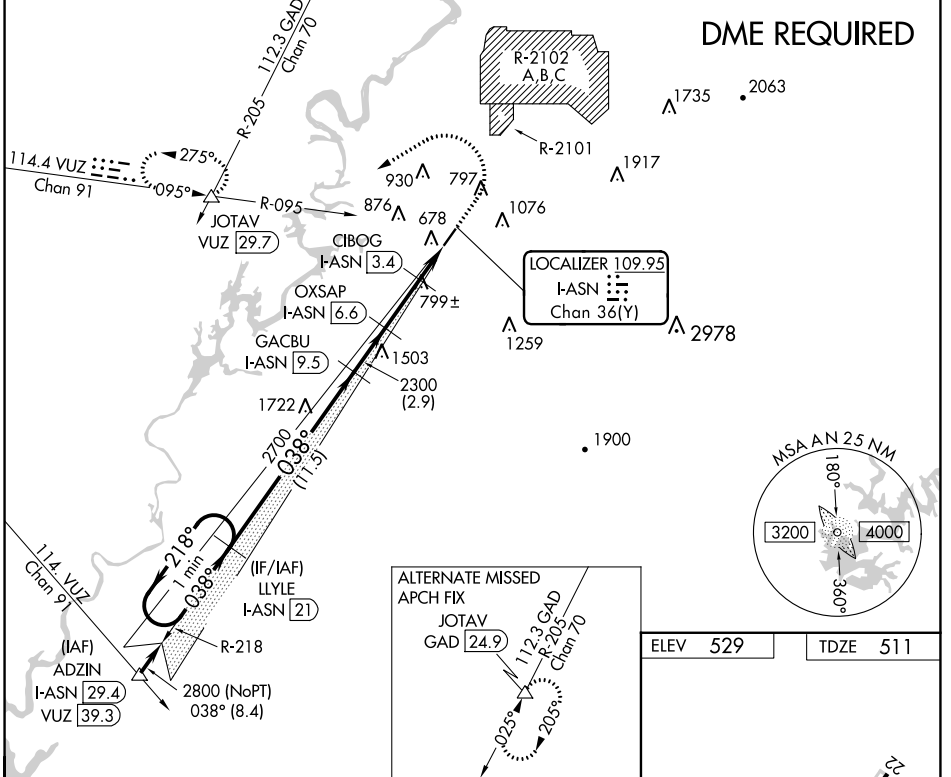 DME REQUIRED
112.3 GAD
Chan 70
R-205
R-2102
A,B,C
R-2101
1735
2063
1917
114.4 VUZ
Chan 91
275°
095°
R-095
JOTAV
VUZ 29.7
930
797
876
678
1076
CIBOG
I-ASN 3.4
799±
OXSAP
I-ASN 6.6
GACBU
I-ASN 9.5
LOCALIZER 109.95
I-ASN
Chan 36(Y)
1259
2978
1503
2300
(2.9)
1722
2700
038°
(11.5)
1900
218°
1 min
038°
(IF/IAF)
LLYLE
I-ASN 21
R-218
114. VUZ
Chan 91
(IAF)
ADZIN
I-ASN 29.4
VUZ 39.3
2800 (NoPT)
038° (8.4)
MSA AN 25 NM
180°
3200
4000
360°
ALTERNATE MISSED
APCH FIX
JOTAV
GAD 24.9
112.3 GAD
R-205
Chan 70
025°
205°
ELEV 529
TDZE 511
22